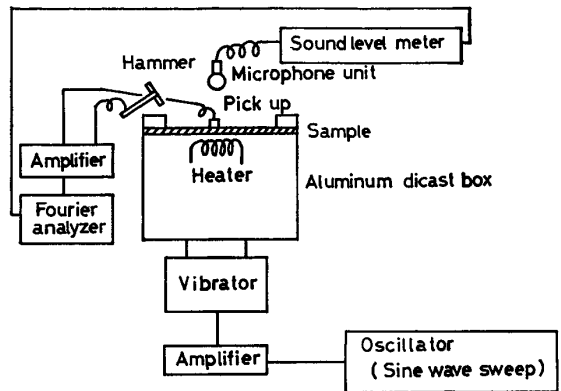 Sound level meter
Hammer
Microphone unit
Pick up
Sample
Amplifier
Heater
Aluminum dicast box
Fourier
analyzer
Vibrator
Amplifier
Oscillator
(Sine wave sweep)